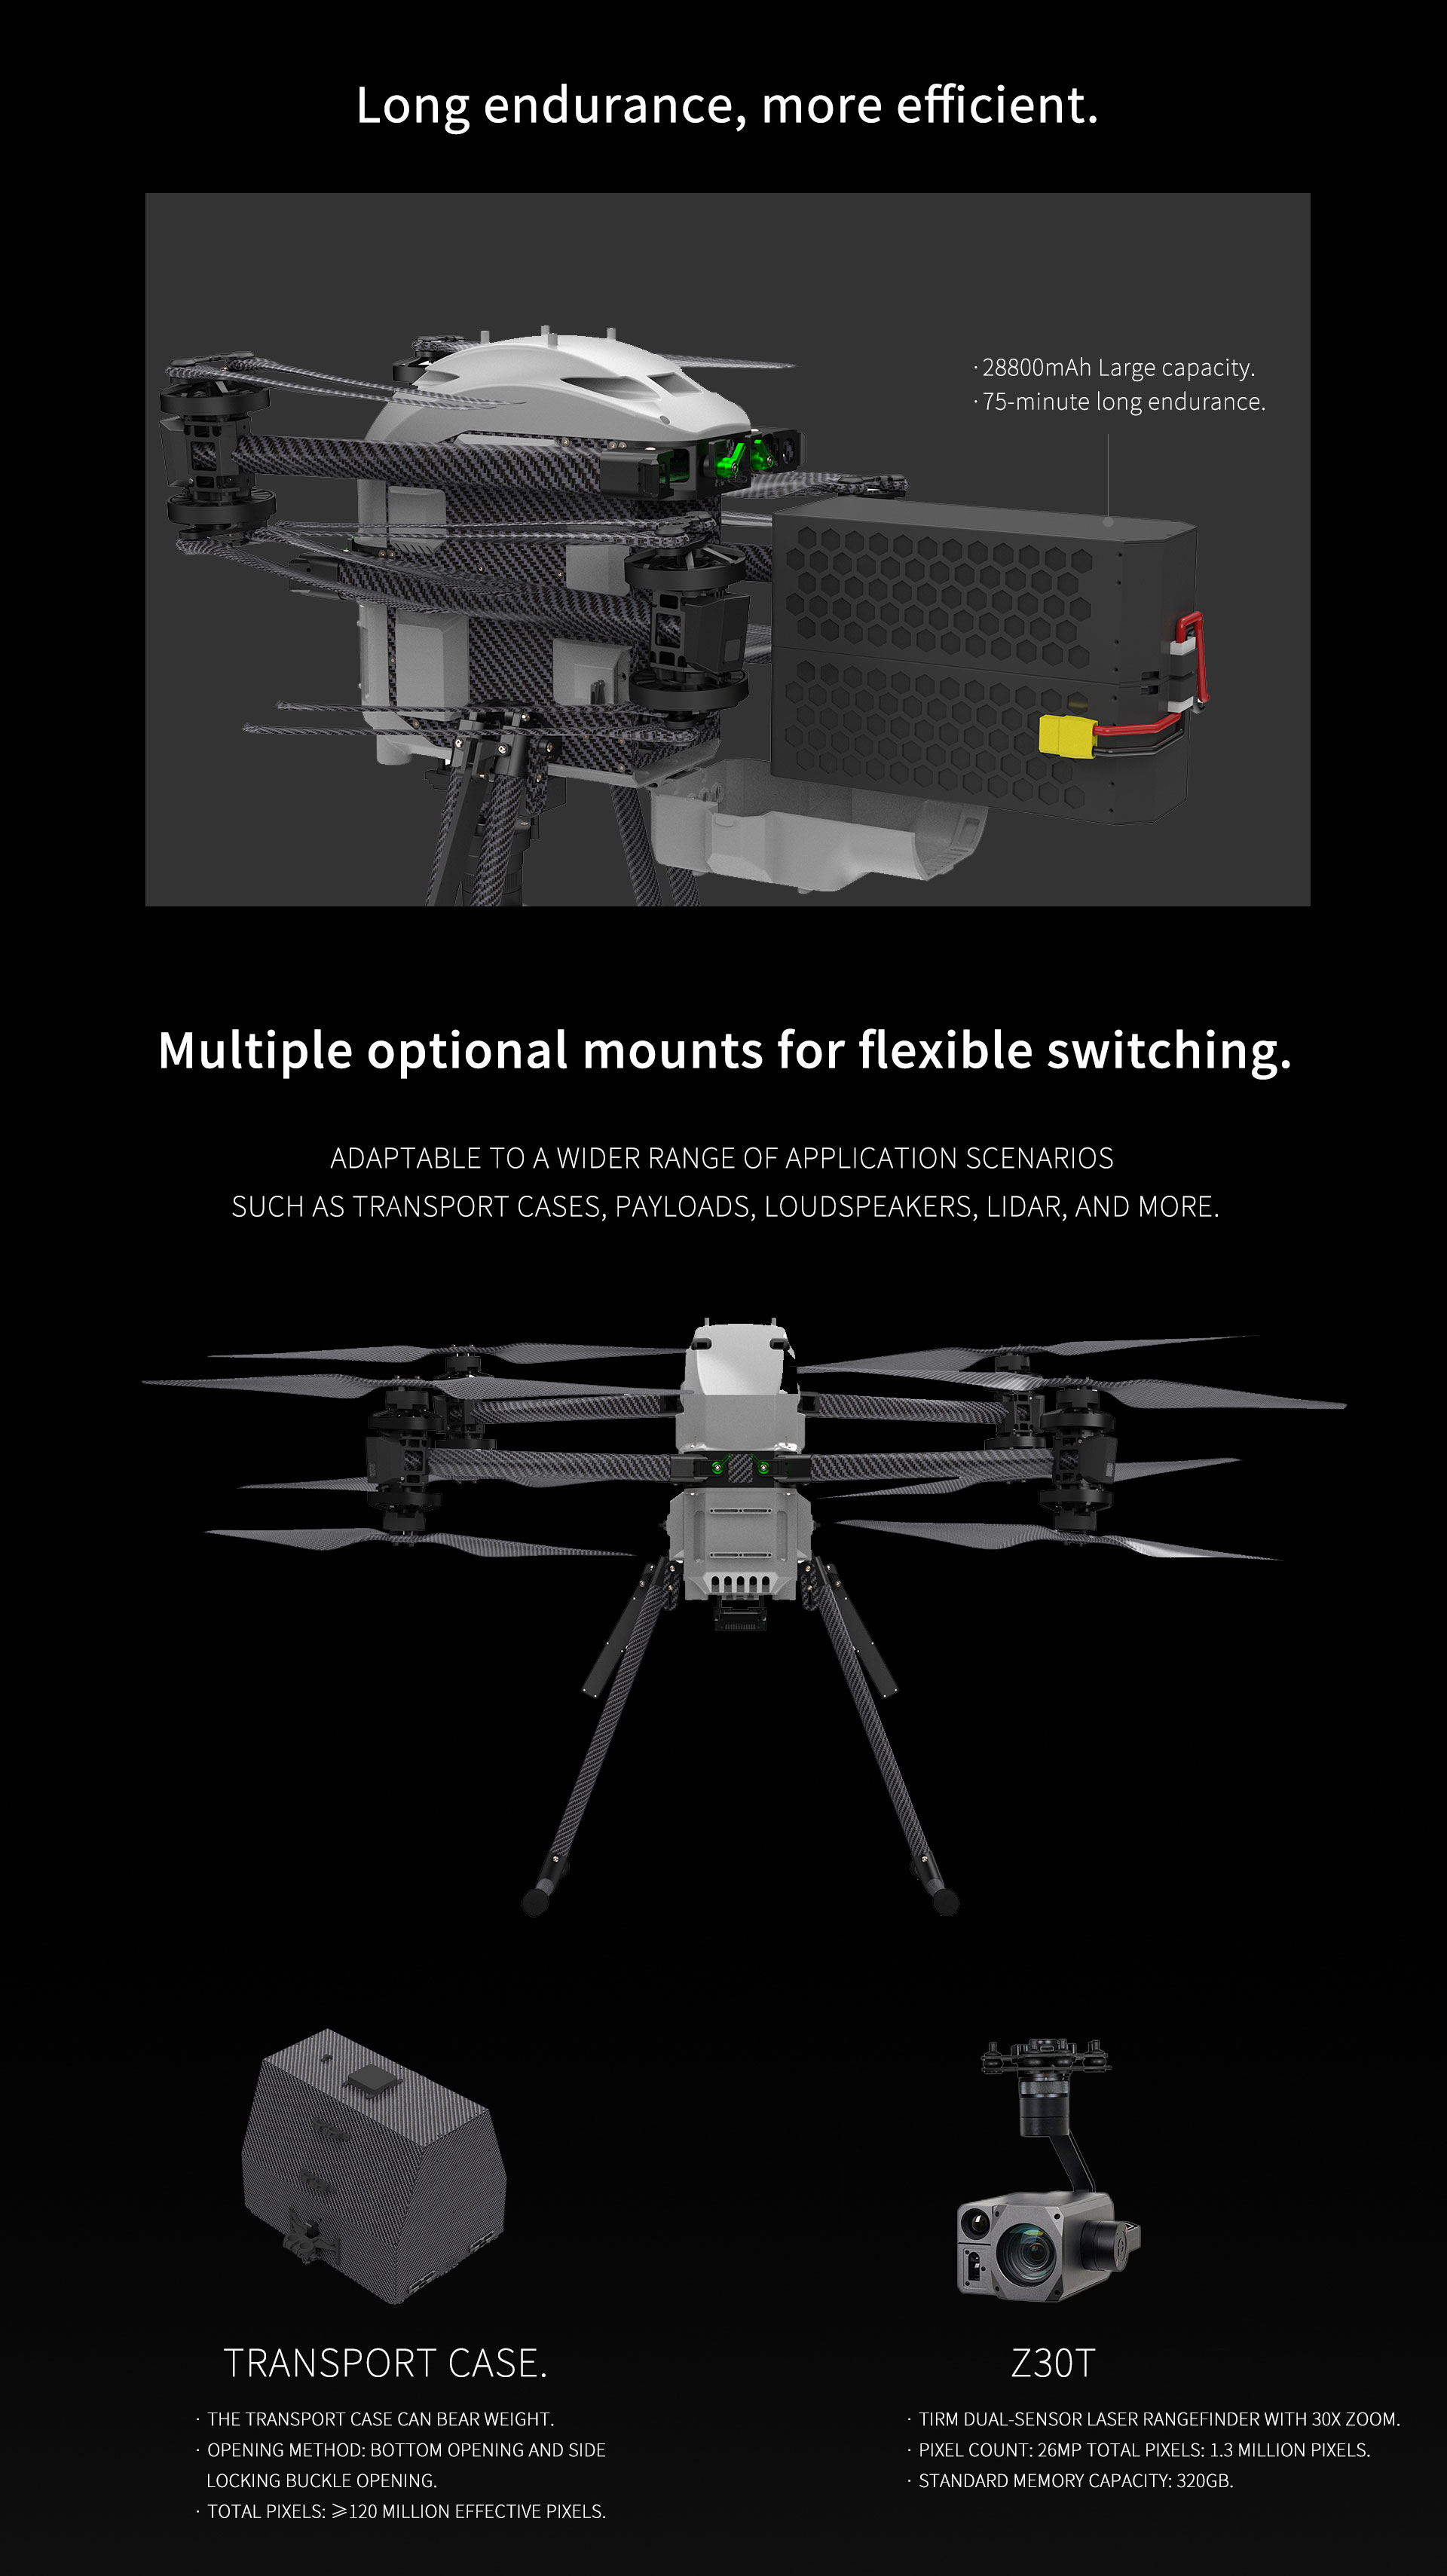 Long endurance, more efficient.
· 28800mAh Large capacity.
· 75-minute long endurance.
Multiple optional mounts for flexible switching.
ADAPTABLE TO A WIDER RANGE OF APPLICATION SCENARIOS
SUCH AS TRANSPORT CASES, PAYLOADS, LOUDSPEAKERS, LIDAR, AND MORE.
TRANSPORT CASE.
· THE TRANSPORT CASE CAN BEAR WEIGHT.
· OPENING METHOD: BOTTOM OPENING AND SIDE
LOCKING BUCKLE OPENING.
· TOTAL PIXELS: ⩾120 MILLION EFFECTIVE PIXELS.
Z30T
· TIRM DUAL-SENSOR LASER RANGEFINDER WITH 30X ZOOM.
· PIXEL COUNT: 26MP TOTAL PIXELS: 1.3 MILLION PIXELS.
· STANDARD MEMORY CAPACITY: 320GB.